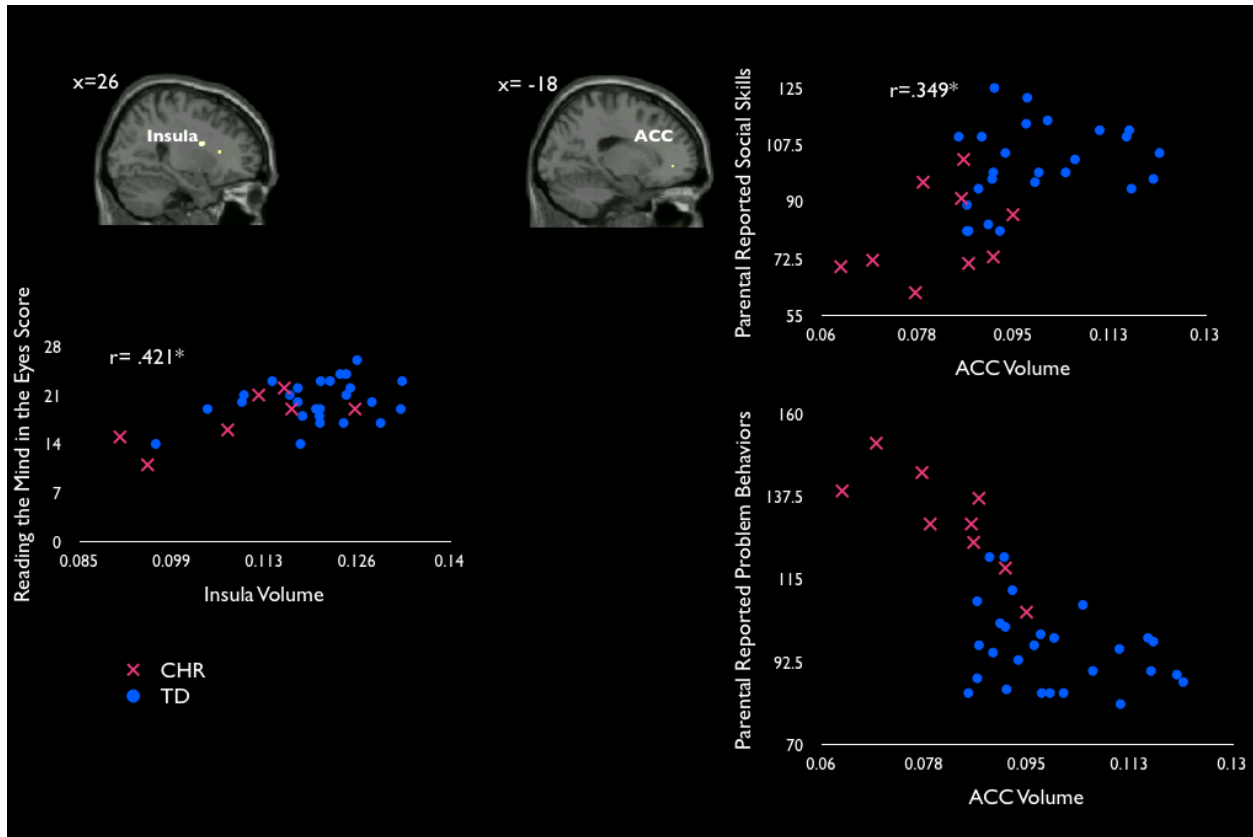 x=26
Insula
x= -18
ACC
Parental Reported Social Skills
r=.349*
125
107.5
90
72.5
55
0.06 0.078 0.095 0.113 0.13
ACC Volume
Reading the Mind in the Eyes Score
r= .421*
28
21
14
7
0
0.085 0.099 0.113 0.126 0.14
Insula Volume
CHR
TD
Parental Reported Problem Behaviors
160
137.5
115
92.5
70
0.06 0.078 0.095 0.113 0.13
ACC Volume